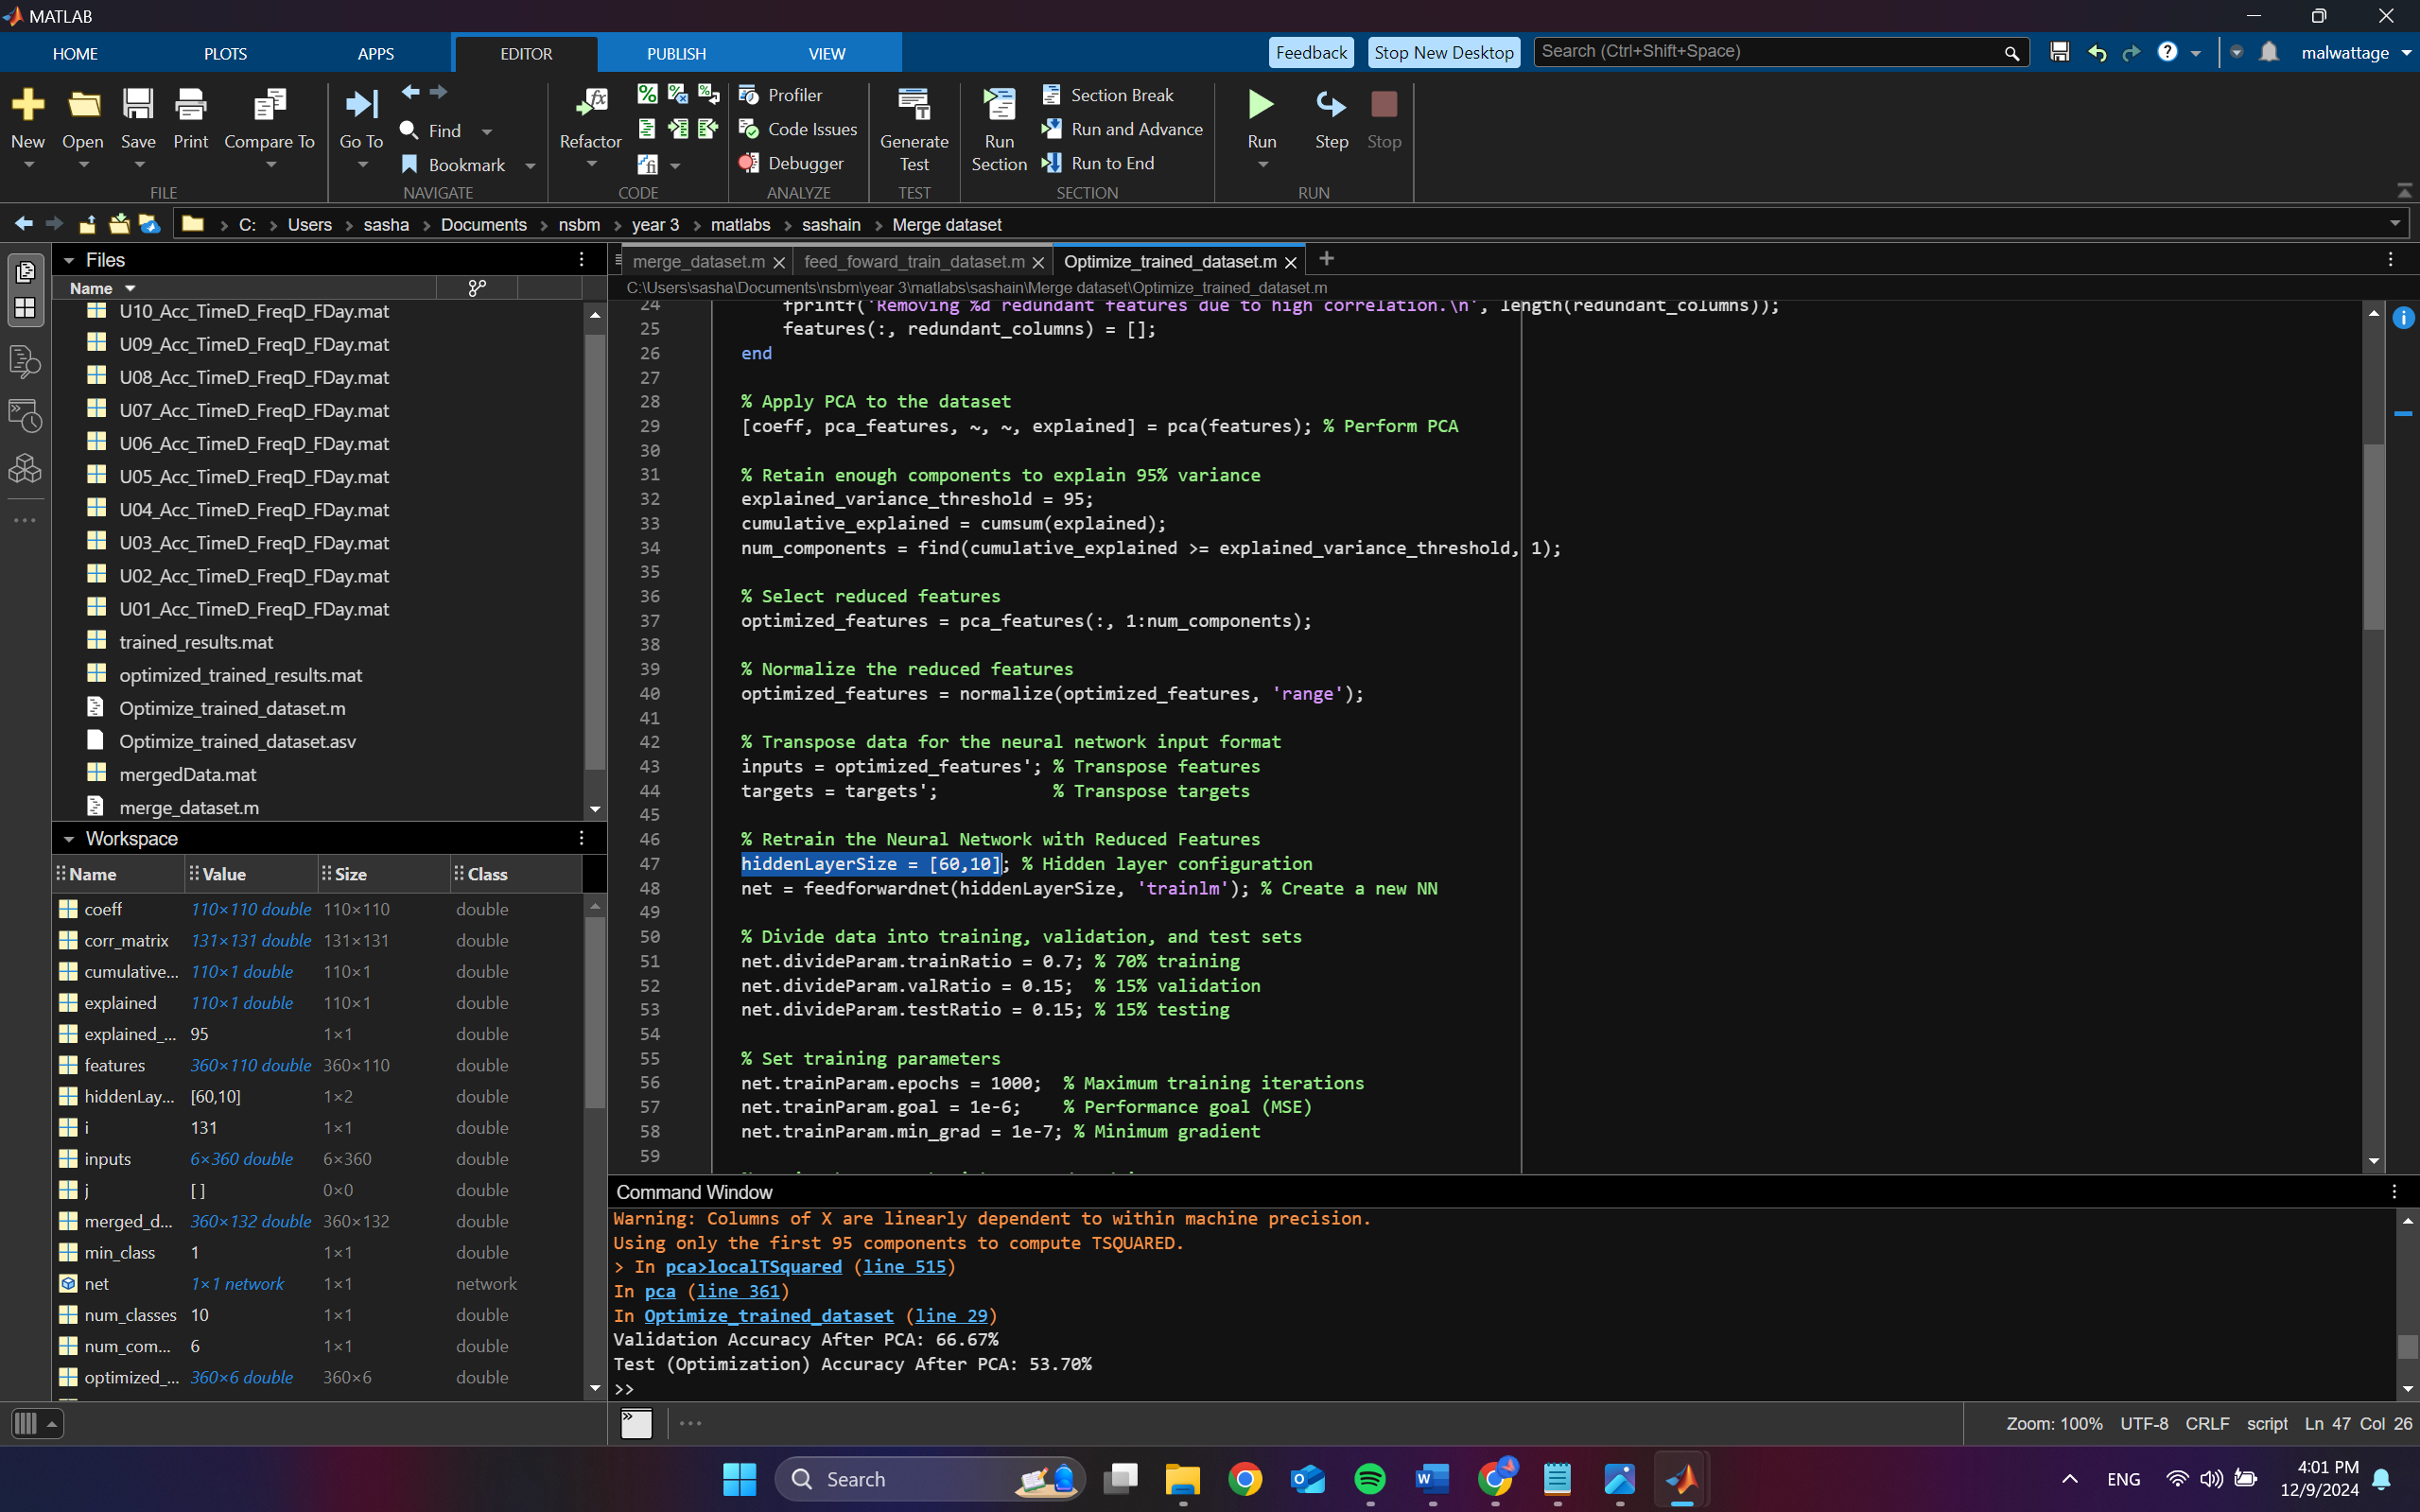 MATLAB
HOME PLOTS APPS EDITOR PUBLISH VIEW Feedback Stop New Desktop Search (Ctrl+Shift+Space) malwattage
New Open Save Print Compare To
FILE
Go To Find Bookmark
NAVIGATE
Refactor
CODE
Profiler
Code Issues
Debugger
ANALYZE
Generate Test
TEST
Run Section
Section Break
Run and Advance
Run to End
SECTION
Run Step Stop
RUN
C: Users sasha Documents nsbm year 3 matlabs sashain Merge dataset
Files
Name
U10_Acc_TimeD_FreqD_FDay.mat
U09_Acc_TimeD_FreqD_FDay.mat
U08_Acc_TimeD_FreqD_FDay.mat
U07_Acc_TimeD_FreqD_FDay.mat
U06_Acc_TimeD_FreqD_FDay.mat
U05_Acc_TimeD_FreqD_FDay.mat
U04_Acc_TimeD_FreqD_FDay.mat
U03_Acc_TimeD_FreqD_FDay.mat
U02_Acc_TimeD_FreqD_FDay.mat
U01_Acc_TimeD_FreqD_FDay.mat
trained_results.mat
optimized_trained_results.mat
Optimize_trained_dataset.m
Optimize_trained_dataset.asv
mergedData.mat
merge_dataset.m
Workspace
Name Value Size Class
coeff 110×110 double 110×110 double
corr_matrix 131×131 double 131×131 double
cumulative... 110×1 double 110×1 double
explained 110×1 double 110×1 double
explained_... 95 1×1 double
features 360×110 double 360×110 double
hiddenLay... [60,10] 1×2 double
i 131 1×1 double
inputs 6×360 double 6×360 double
j [ ] 0×0 double
merged_d... 360×132 double 360×132 double
min_class 1 1×1 double
net 1×1 network 1×1 network
num_classes 10 1×1 double
num_com... 6 1×1 double
optimized_... 360×6 double 360×6 double
merge_dataset.m feed_foward_train_dataset.m Optimize_trained_dataset.m
C:\Users\sasha\Documents\nsbm\year 3\matlabs\sashain\Merge dataset\Optimize_trained_dataset.m
24 fprintf('Removing %d redundant features due to high correlation.\n', length(redundant_columns));
25 features(:, redundant_columns) = [];
26 end
27
28 % Apply PCA to the dataset
29 [coeff, pca_features, ~, ~, explained] = pca(features); % Perform PCA
30
31 % Retain enough components to explain 95% variance
32 explained_variance_threshold = 95;
33 cumulative_explained = cumsum(explained);
34 num_components = find(cumulative_explained >= explained_variance_threshold, 1);
35
36 % Select reduced features
37 optimized_features = pca_features(:, 1:num_components);
38
39 % Normalize the reduced features
40 optimized_features = normalize(optimized_features, 'range');
41
42 % Transpose data for the neural network input format
43 inputs = optimized_features'; % Transpose features
44 targets = targets'; % Transpose targets
45
46 % Retrain the Neural Network with Reduced Features
47 hiddenLayerSize = [60,10]; % Hidden layer configuration
48 net = feedforwardnet(hiddenLayerSize, 'trainlm'); % Create a new NN
49
50 % Divide data into training, validation, and test sets
51 net.divideParam.trainRatio = 0.7; % 70% training
52 net.divideParam.valRatio = 0.15; % 15% validation
53 net.divideParam.testRatio = 0.15; % 15% testing
54
55 % Set training parameters
56 net.trainParam.epochs = 1000; % Maximum training iterations
57 net.trainParam.goal = 1e-6; % Performance goal (MSE)
58 net.trainParam.min_grad = 1e-7; % Minimum gradient
59
Command Window
Warning: Columns of X are linearly dependent to within machine precision.
Using only the first 95 components to compute TSQUARED.
> In pca>localTSquared (line 515)
In pca (line 361)
In Optimize_trained_dataset (line 29)
Validation Accuracy After PCA: 66.67%
Test (Optimization) Accuracy After PCA: 53.70%
>>
Zoom: 100% UTF-8 CRLF script Ln 47 Col 26
Search
ENG
4:01 PM
12/9/2024